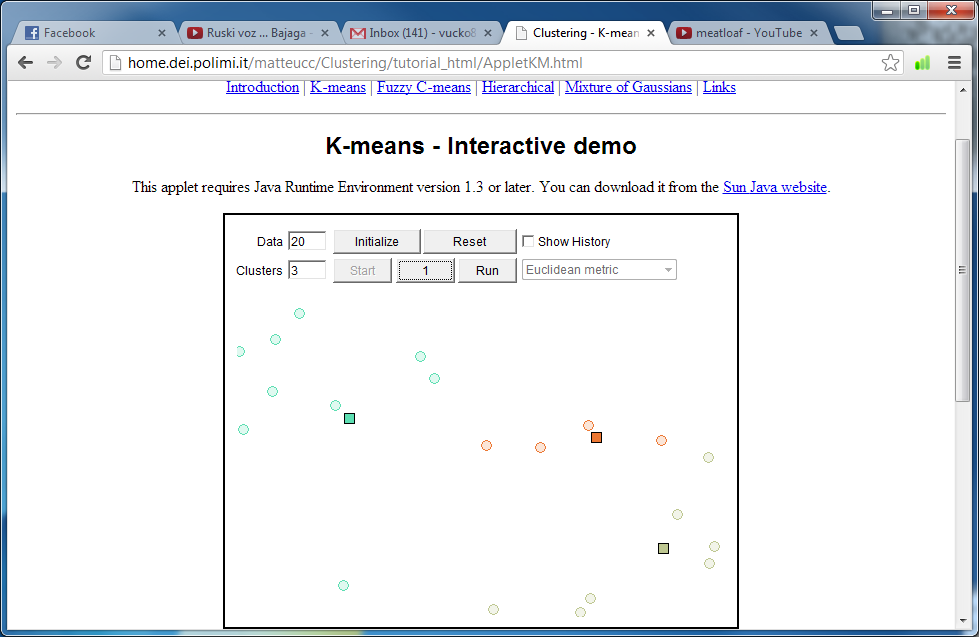 Facebook
Ruski voz ... Bajaga -
Inbox (141) - vucko8
Clustering - K-mean
meatloaf - YouTube
home.dei.polimi.it/matteucc/Clustering/tutorial_html/AppletKM.html
Introduction | K-means | Fuzzy C-means | Hierarchical | Mixture of Gaussians | Links
K-means - Interactive demo
This applet requires Java Runtime Environment version 1.3 or later. You can download it from the Sun Java website.
Data 20 Initialize Reset Show History
Clusters 3 Start 1 Run Euclidean metric